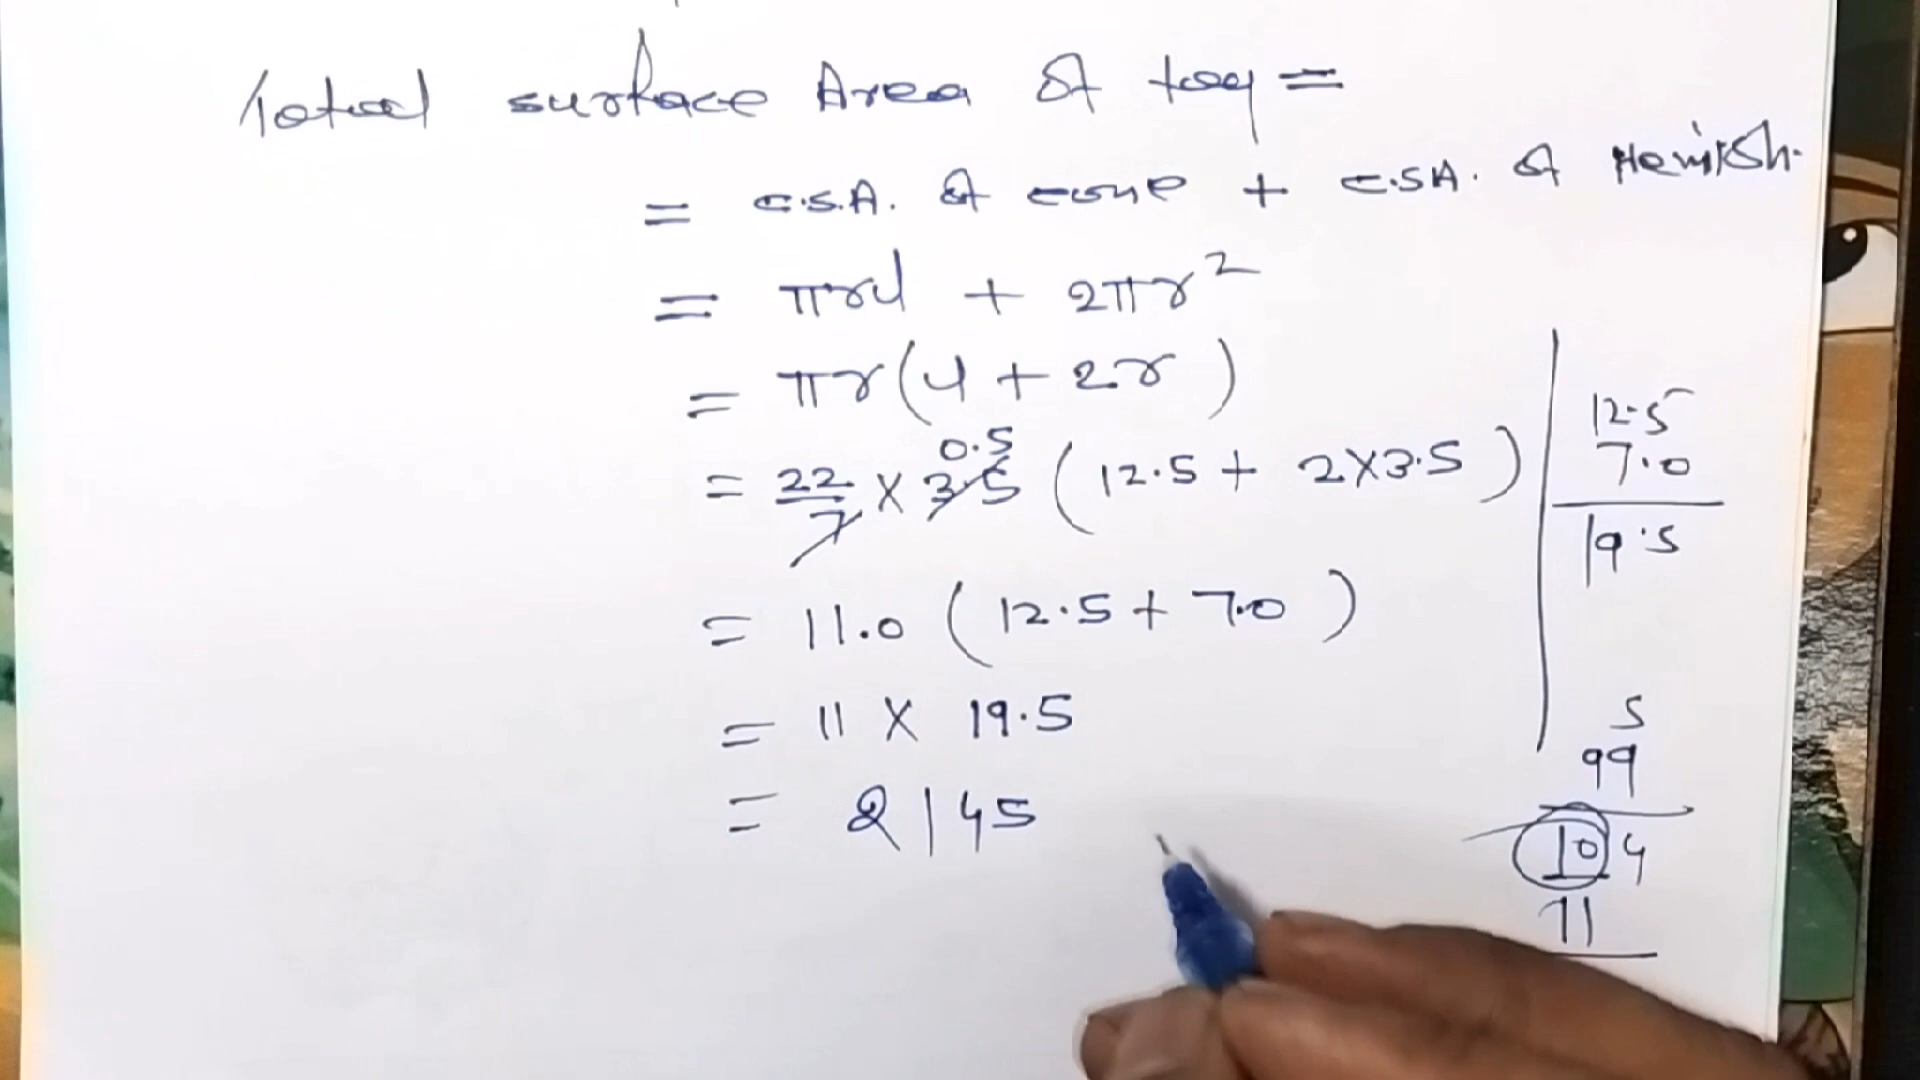 Total surface Area of toy =
= C.S.A. of cone + C.S.A. of Hemisph.
= πrl + 2πr²
= πr(l + 2r)
= 22/7 × 3.5 (12.5 + 2×3.5)
0.5
= 11.0 (12.5 + 7.0)
= 11 × 19.5
= 2145
12.5
7.0
19.5
5
99
104
11